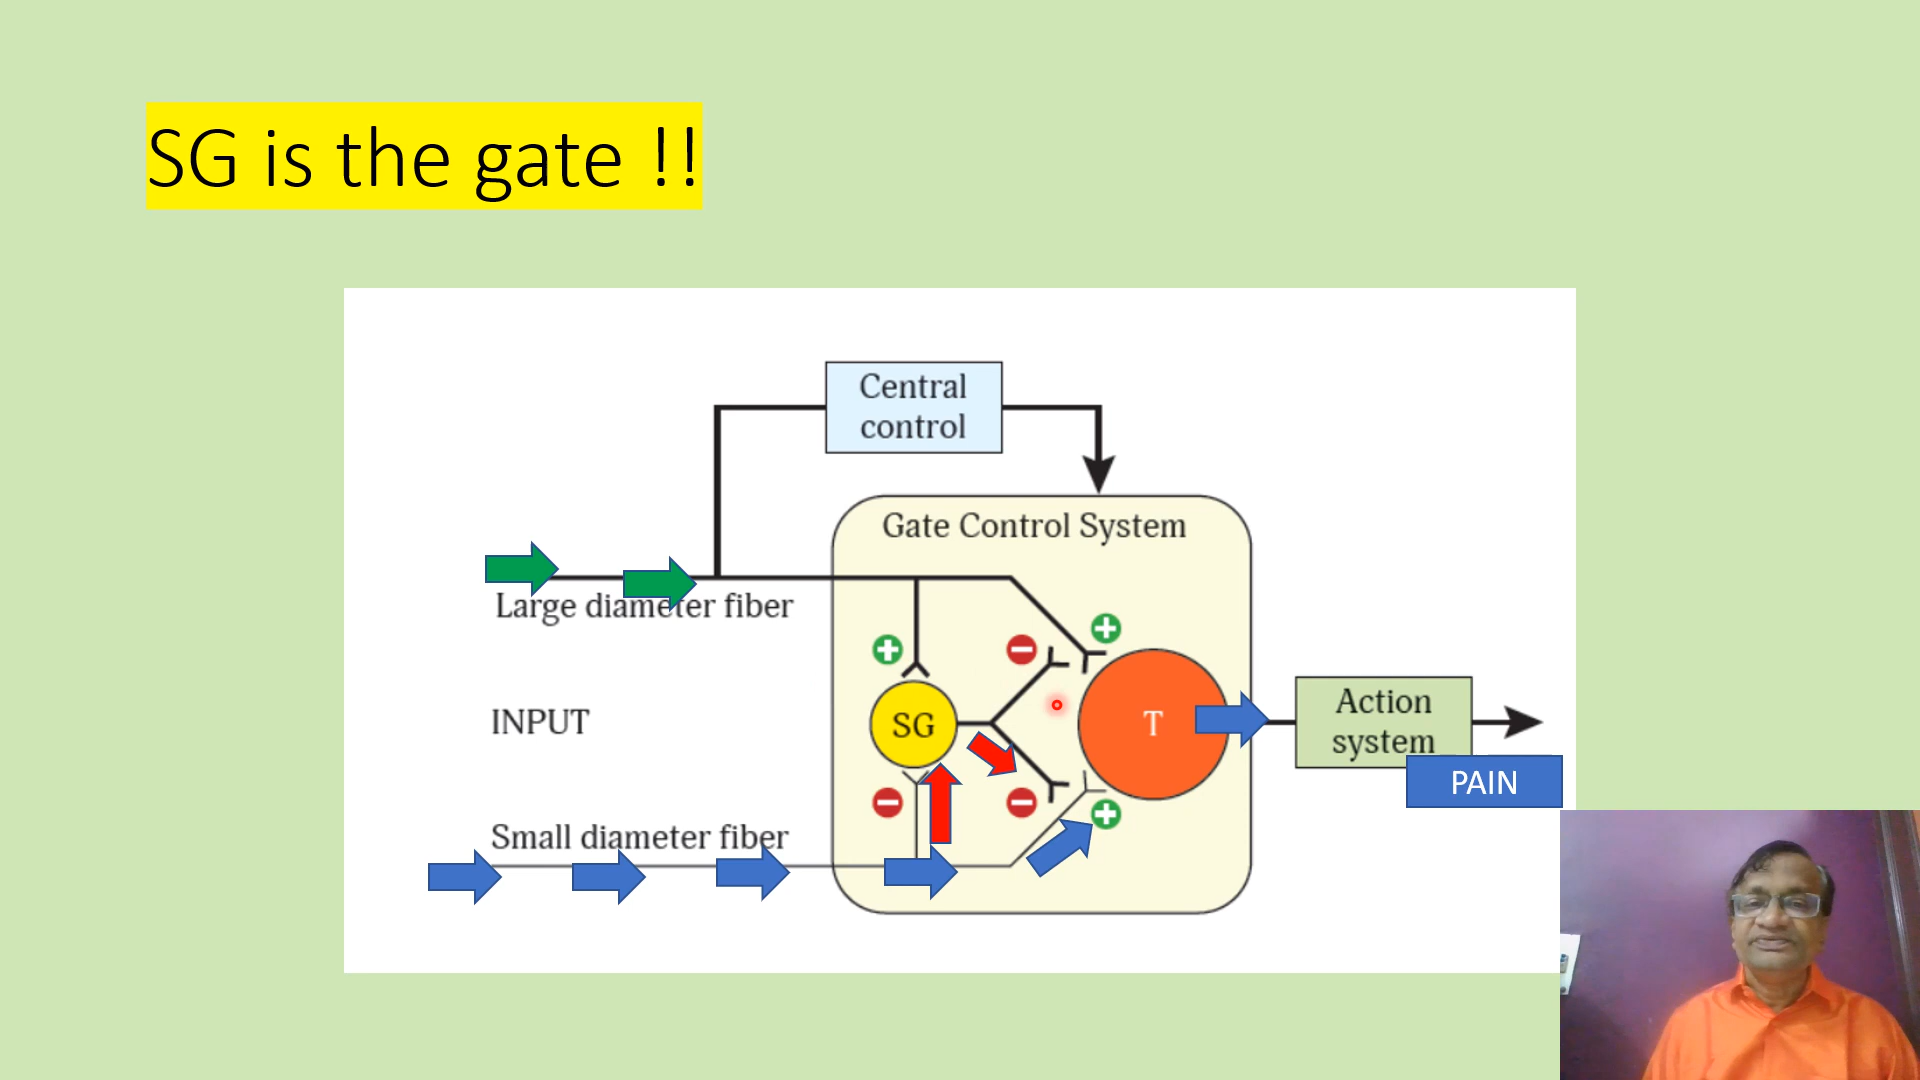 SG is the gate !!
Central
control
Gate Control System
Large diameter fiber
INPUT
SG
T
Action
system
PAIN
Small diameter fiber